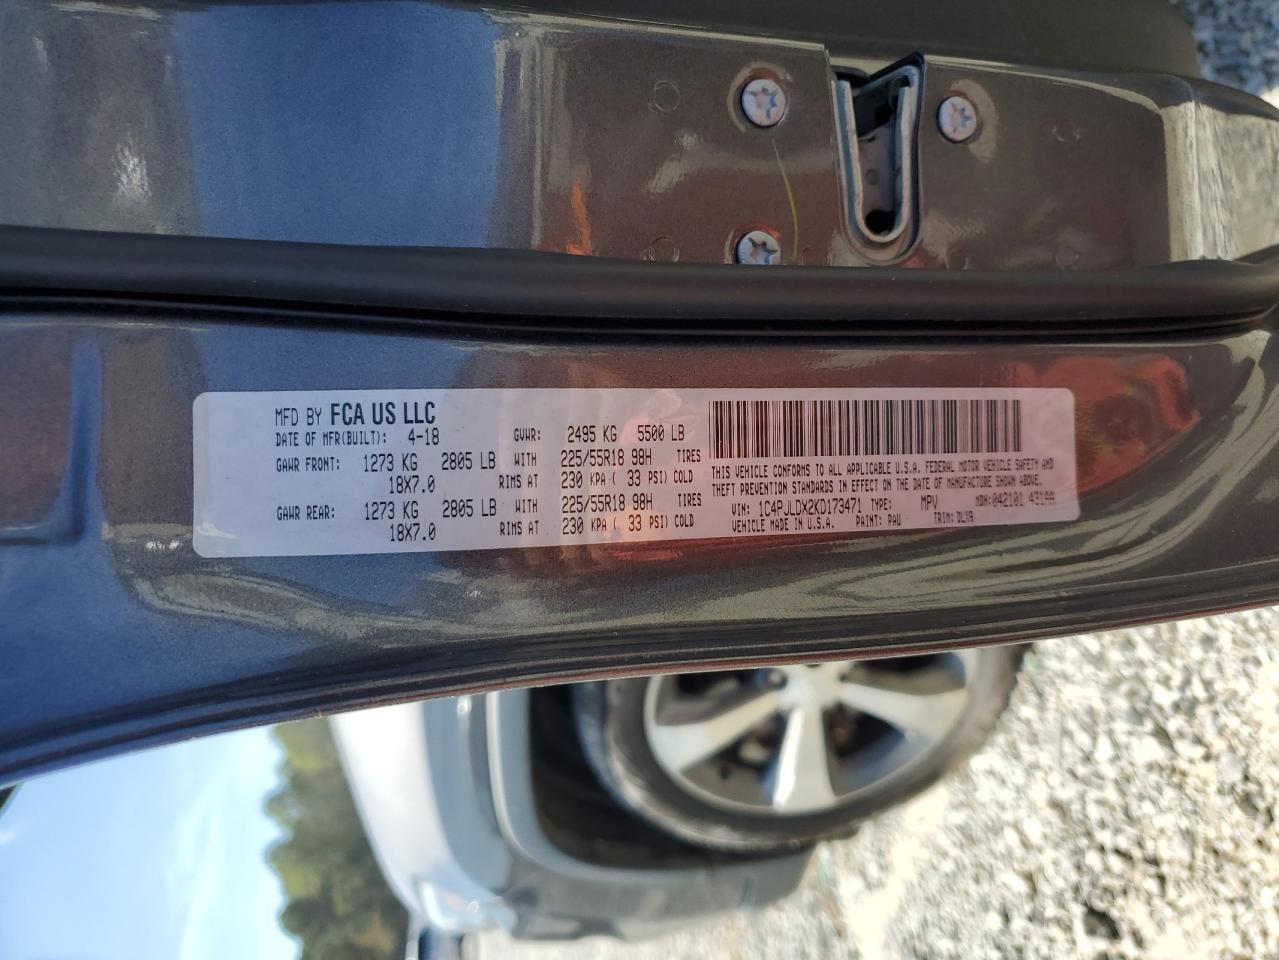 MFD BY FCA US LLC
DATE OF MFR(BUILT): 4-18 GVWR: 2495 KG 5500 LB
GAWR FRONT: 1273 KG 2805 LB WITH 225/55R18 98H TIRES
18X7.0 RIMS AT 230 KPA ( 33 PSI) COLD
GAWR REAR: 1273 KG 2805 LB WITH 225/55R18 98H TIRES
18X7.0 RIMS AT 230 KPA ( 33 PSI) COLD
THIS VEHICLE CONFORMS TO ALL APPLICABLE U.S.A. FEDERAL MOTOR VEHICLE SAFETY AND
THEFT PREVENTION STANDARDS IN EFFECT ON THE DATE OF MANUFACTURE SHOWN ABOVE.
VIN: 1C4PJLDX2KD173471 TYPE: MPV MDH: 042101
VEHICLE MADE IN U.S.A. PAINT: PAU TRIM: